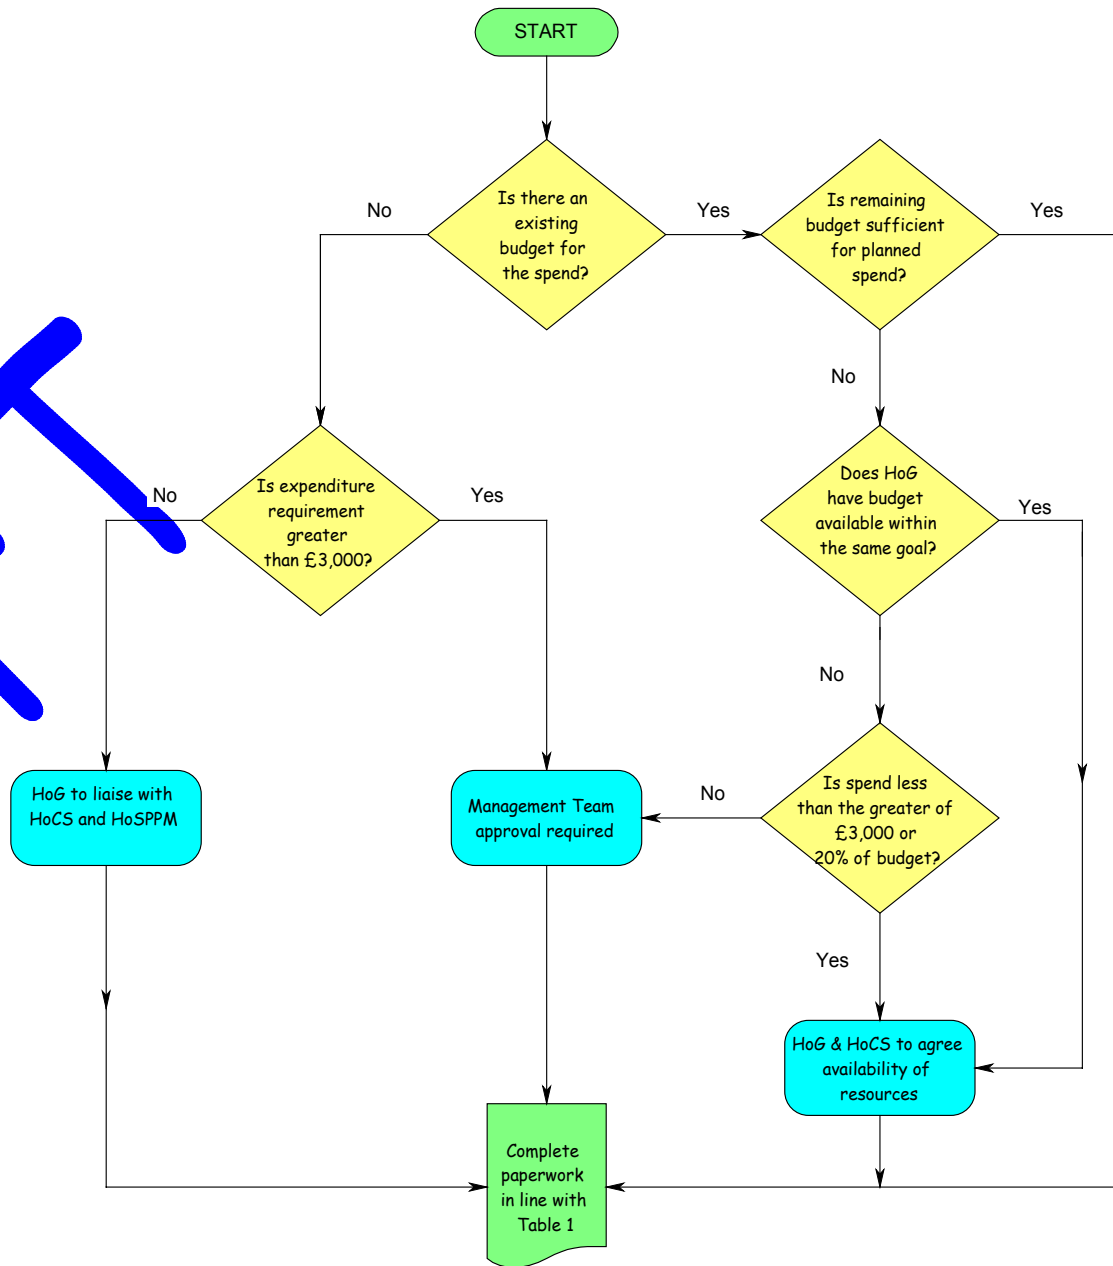 START
Is there an
existing
budget for
the spend?
No
Yes
Is remaining
budget sufficient
for planned
spend?
Yes
No
Is expenditure
requirement
greater
than £3,000?
No
Yes
Does HoG
have budget
available within
the same goal?
Yes
No
HoG to liaise with
HoCS and HoSPPM
Management Team
approval required
No
Is spend less
than the greater of
£3,000 or
20% of budget?
Yes
HoG & HoCS to agree
availability of
resources
Complete
paperwork
in line with
Table 1